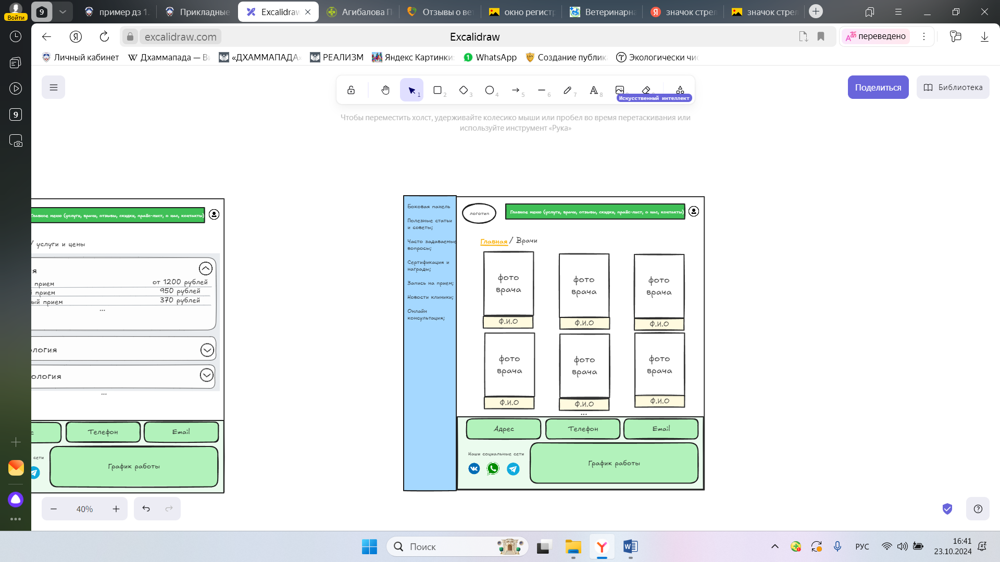 9
пример дз 1.
Прикладные
Excalidraw
Агибалова П
Отзывы о ве
окно регистр
Ветеринарна
значок стрел
значок стрел
Войти
excalidraw.com
Excalidraw
переведено
Личный кабинет
Дхаммапада — В
«ДХАММАПАДА»
РЕАЛИЗМ
Яндекс Картинки:
WhatsApp
Создание публик
Экологически чис
9
1
2
3
4
5
6
7
8
Искусственный интеллект
Поделиться
Библиотека
Чтобы переместить холст, удерживайте колесико мыши или пробел во время перетаскивания или
используйте инструмент «Рука»
Главное меню (услуги, врачи, отзывы, скидки, прайс-лист, о нас, контакты)
/ услуги и цены
я
прием от 1200 рублей
й прием 950 рублей
ый прием 370 рублей
...
ология
ология
...
с
Телефон
Email
сети
График работы
Боковая панель
Полезные статьи
и советы;
Часто задаваемые
вопросы;
Сертификация и
награды;
Запись на прием;
Новости клиники;
Онлайн
консультация;
логотип
Главное меню (услуги, врачи, отзывы, скидки, прайс-лист, о нас, контакты)
Главная / Врачи
фото
врача
Ф.И.О
фото
врача
Ф.И.О
фото
врача
Ф.И.О
фото
врача
Ф.И.О
фото
врача
Ф.И.О
фото
врача
Ф.И.О
...
Адрес
Телефон
Email
Наши социальные сети
График работы
40%
Поиск
РУС
16:41
23.10.2024